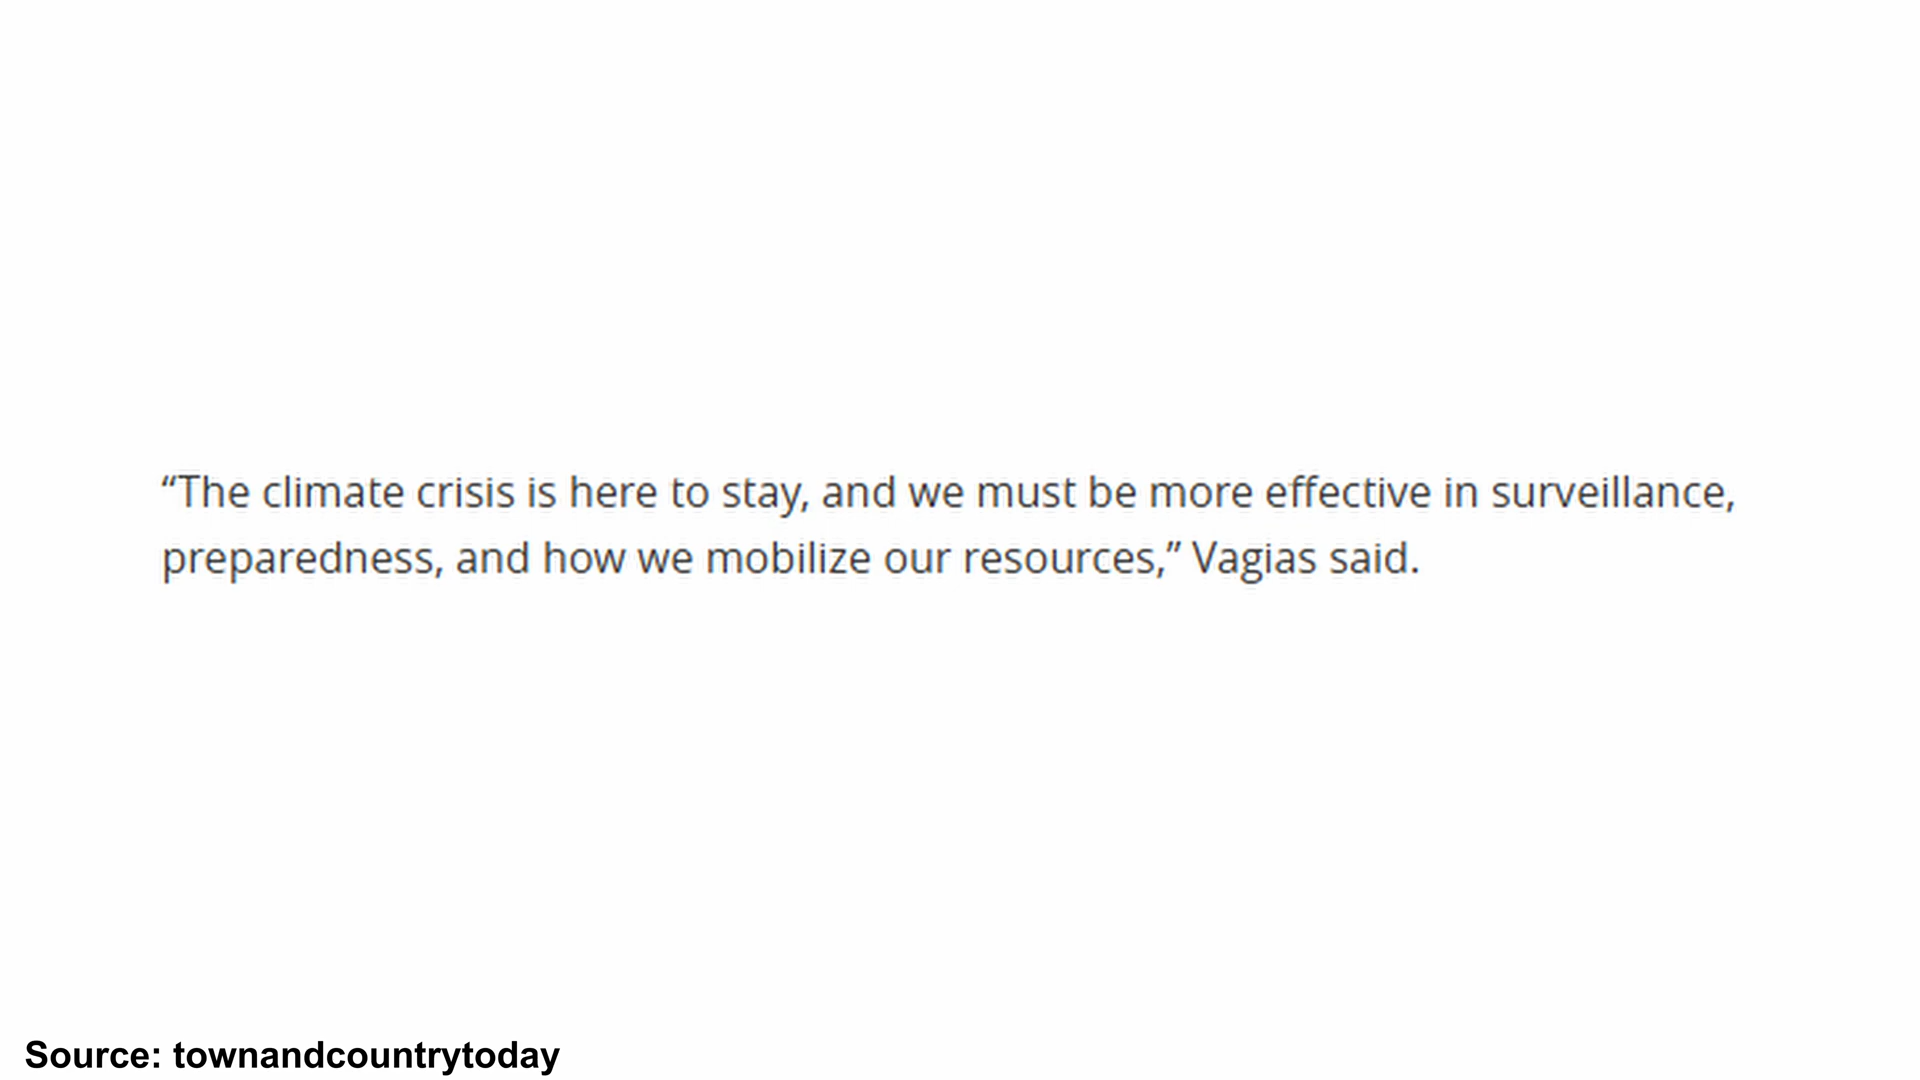 “The climate crisis is here to stay, and we must be more effective in surveillance,
preparedness, and how we mobilize our resources,” Vagias said.
Source: townandcountrytoday